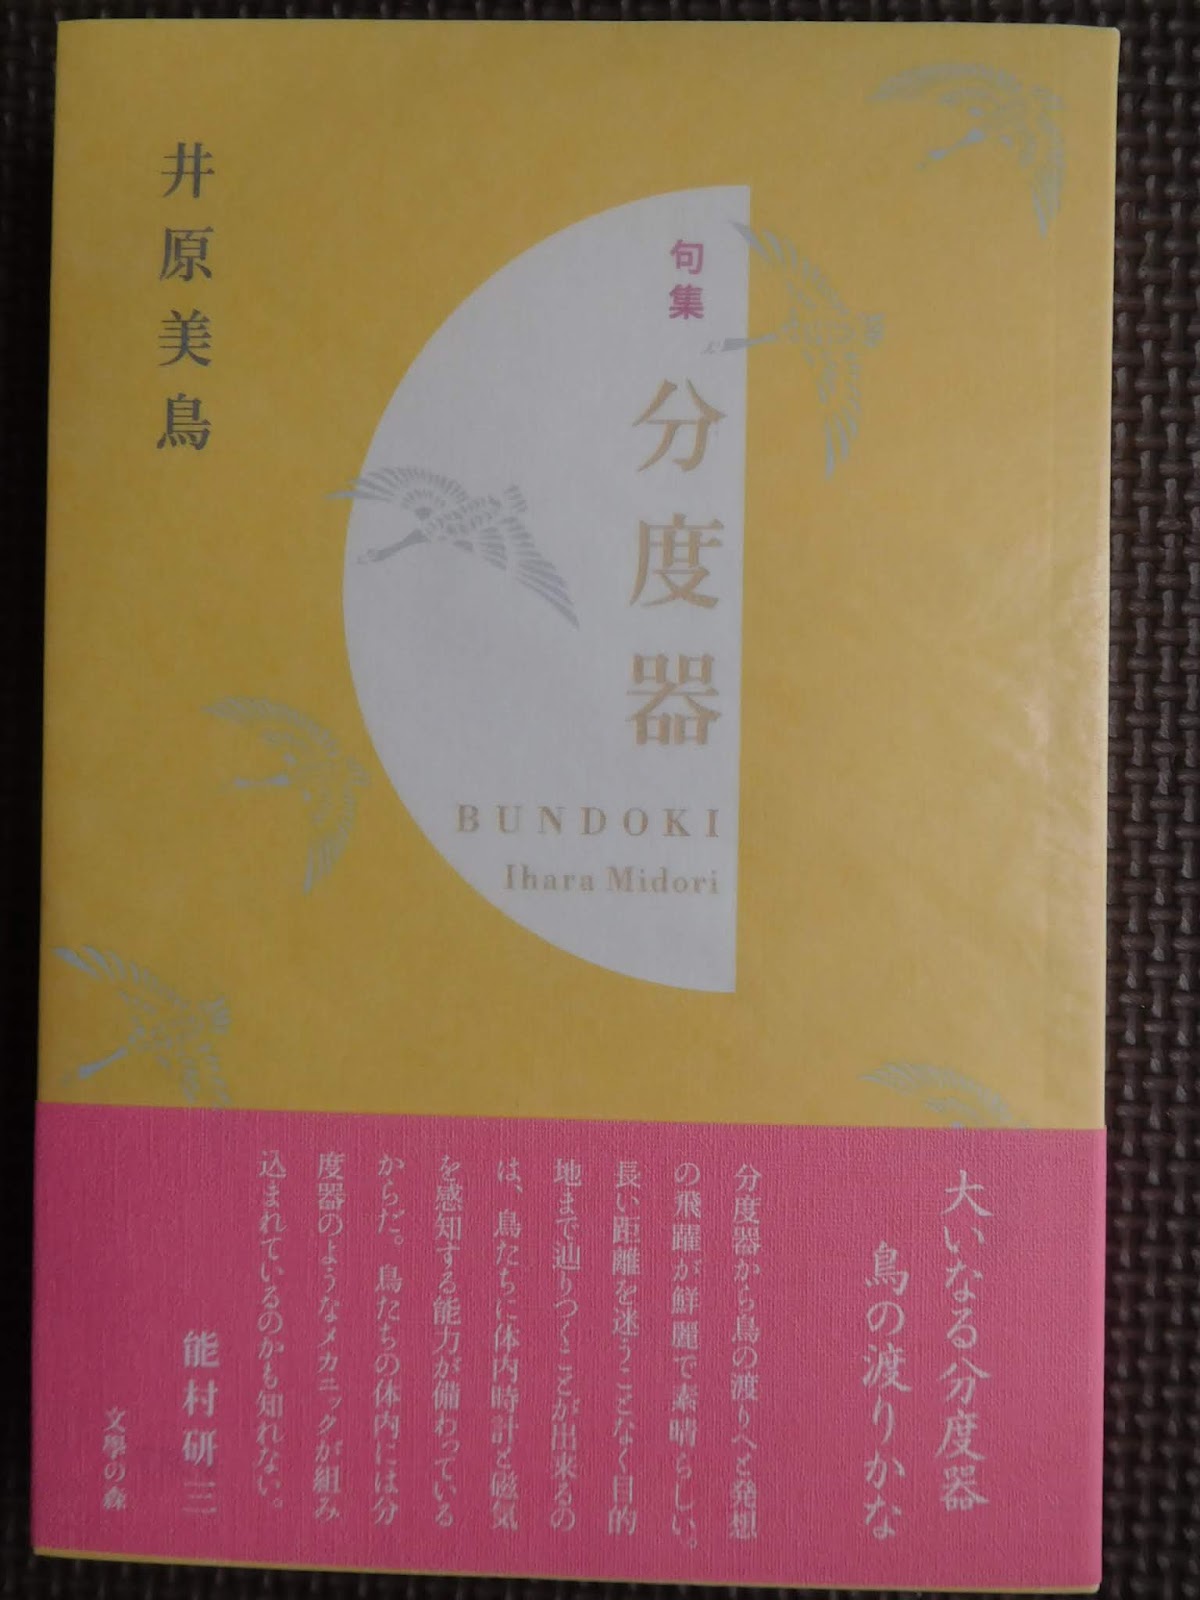 句集
分度器
BUNDOKI
Ihara Midori
井原美鳥
大いなる分度器
鳥の渡りかな
分度器から鳥の渡りへと発想
の飛躍が鮮麗で素晴らしい。
長い距離を迷うことなく目的
地まで辿りつくことが出来るの
は、鳥たちに体内時計と磁気
を感知する能力が備わっている
からだ。鳥たちの体内には分
度器のようなメカニックが組み
込まれているのかも知れない。
能村研三
文學の森